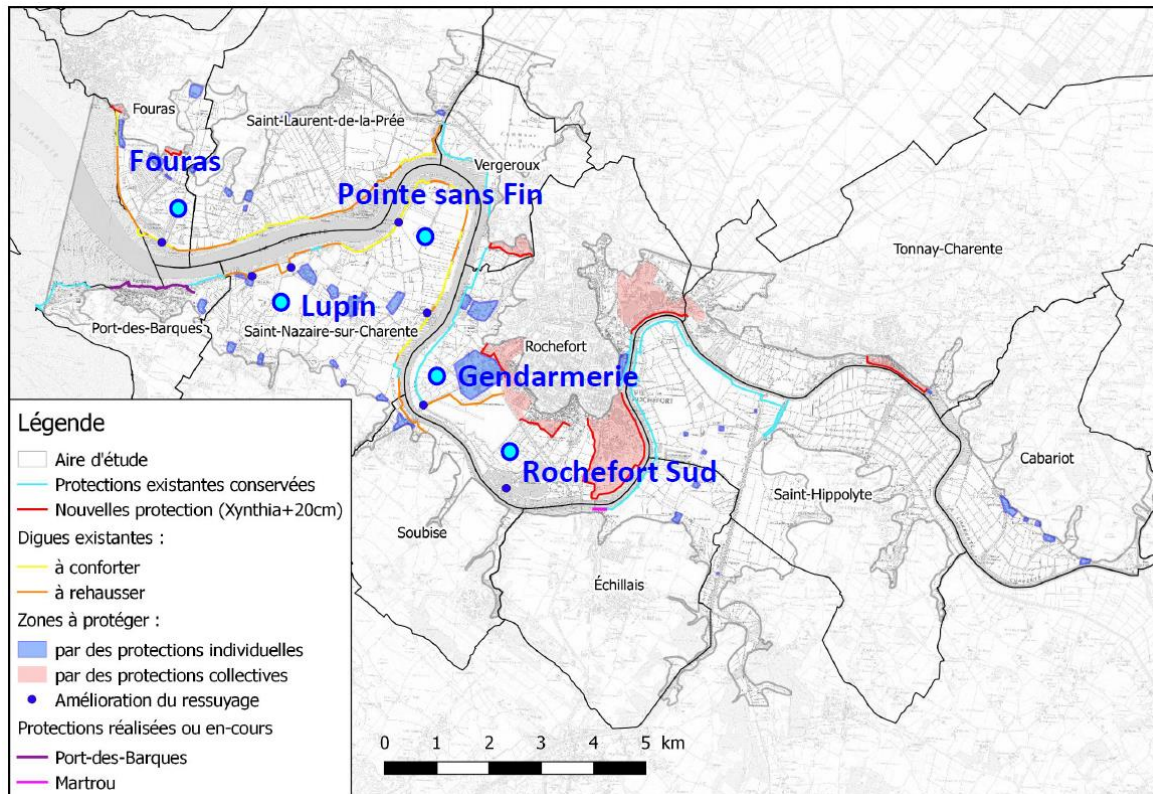 Fouras
Saint-Laurent-de-la-Prée
Fouras
Vergeroux
Pointe sans Fin
Tonnay-Charente
Lupin
Port-des-Barques
Saint-Nazaire-sur-Charente
Rochefort
Gendarmerie
Cabariot
Rochefort Sud
Saint-Hippolyte
Soubise
Échillais
Légende
Aire d'étude
Protections existantes conservées
Nouvelles protection (Xynthia+20cm)
Digues existantes :
à conforter
à rehausser
Zones à protéger :
par des protections individuelles
par des protections collectives
Amélioration du ressuyage
Protections réalisées ou en-cours
Port-des-Barques
Martrou
0 1 2 3 4 5 km